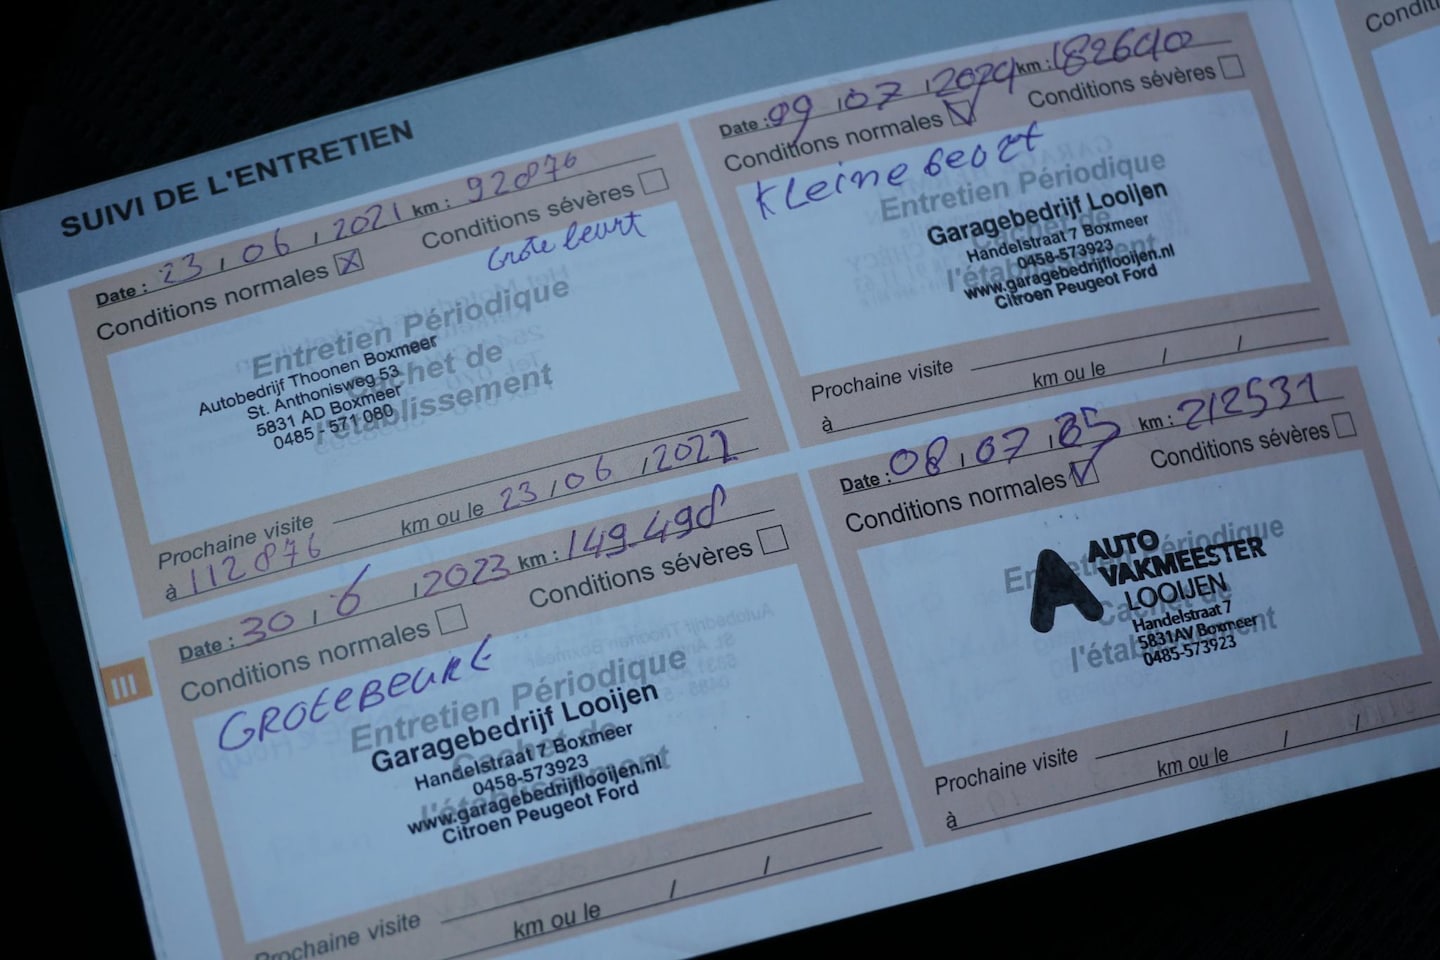 SUIVI DE L'ENTRETIEN
Date : 23 / 06 / 2021 km : 92876
Conditions normales ☒ Conditions sévères ☐
Grote beurt
Entretien Périodique
Cachet de
l'établissement
Autobedrijf Thoonen Boxmeer
St. Anthonisweg 53
5831 AD Boxmeer
0485 - 571 080
Prochaine visite
à 112876 km ou le 23 / 06 / 2022
III
Date : 30 / 6 / 2023 km : 149.498
Conditions normales ☐ Conditions sévères ☐
GROTEBEURT
Entretien Périodique
Cachet de
l'établissement
Garagebedrijf Looijen
Handelstraat 7 Boxmeer
0458-573923
www.garagebedrijflooijen.nl
Citroen Peugeot Ford
Prochaine visite
km ou le / /
Date : 09 / 07 / 2024 km : 182640
Conditions normales ☑ Conditions sévères ☐
Kleine beurt
Entretien Périodique
Cachet de
l'établissement
Garagebedrijf Looijen
Handelstraat 7 Boxmeer
0458-573923
www.garagebedrijflooijen.nl
Citroen Peugeot Ford
Prochaine visite
à km ou le / /
Date : 08 / 07 / 25 km : 212531
Conditions normales ☑ Conditions sévères ☐
Entretien Périodique
Cachet de
l'établissement
A AUTO
VAKMEESTER
LOOIJEN
Handelstraat 7
5831AV Boxmeer
0485-573923
Prochaine visite
à km ou le / /